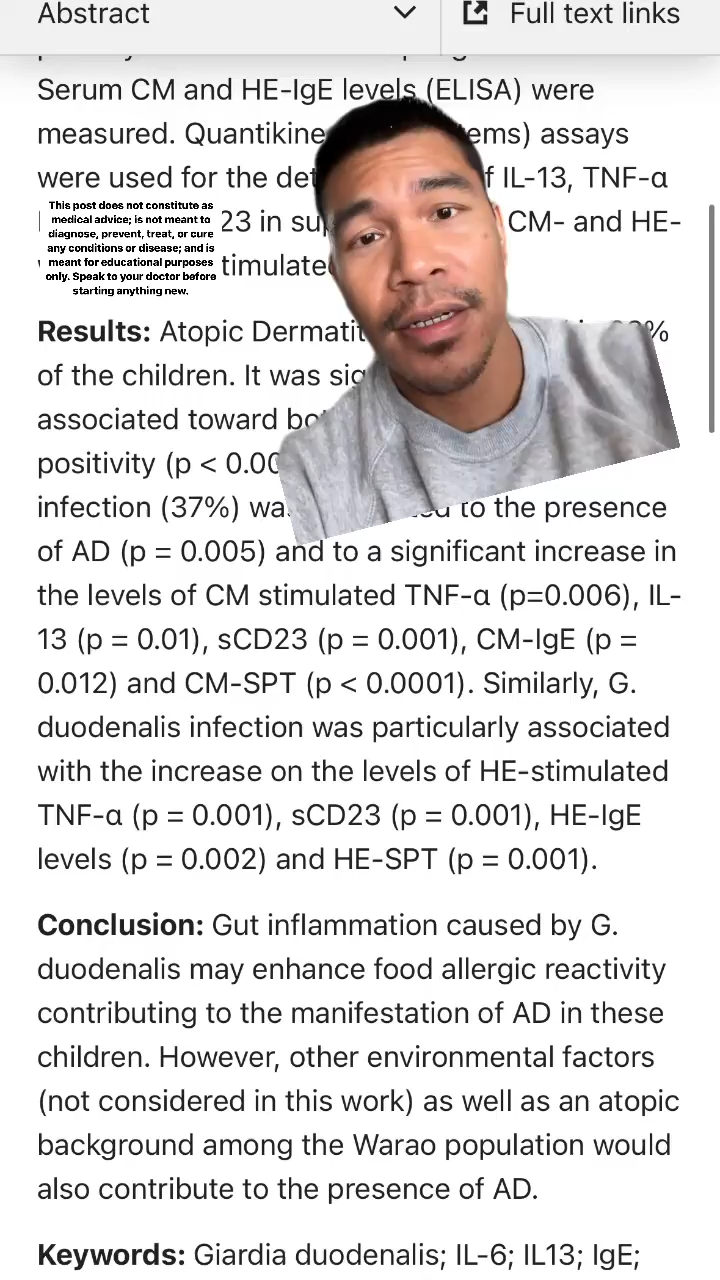 Abstract
Full text links
Serum CM and HE-IgE levels (ELISA) were
measured. Quantikine
assays
were used for the
IL-13, TNF-α
23 in
CM- and HE-
This post does not constitute as
medical advice; is not meant to
diagnose, prevent, treat, or cure
any conditions or disease; and is
meant for educational purposes
only. Speak to your doctor before
starting anything new.
Results: Atopic
of the children. It was
associated toward
positivity (p < 0.00
infection (37%)
to the presence
of AD (p = 0.005) and to a significant increase in
the levels of CM stimulated TNF-α (p=0.006), IL-
13 (p = 0.01), sCD23 (p = 0.001), CM-IgE (p =
0.012) and CM-SPT (p < 0.0001). Similarly, G.
duodenalis infection was particularly associated
with the increase on the levels of HE-stimulated
TNF-α (p = 0.001), sCD23 (p = 0.001), HE-IgE
levels (p = 0.002) and HE-SPT (p = 0.001).
Conclusion: Gut inflammation caused by G.
duodenalis may enhance food allergic reactivity
contributing to the manifestation of AD in these
children. However, other environmental factors
(not considered in this work) as well as an atopic
background among the Warao population would
also contribute to the presence of AD.
Keywords: Giardia duodenalis; IL-6; IL13; IgE;